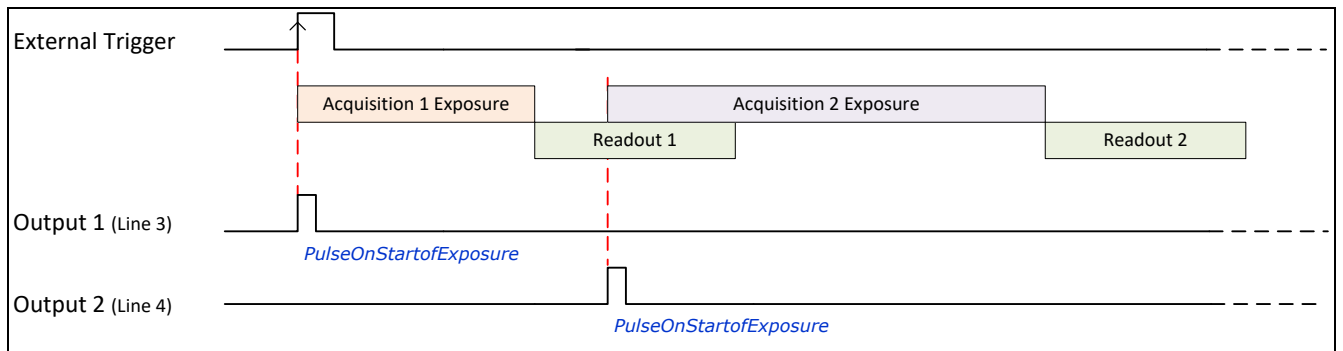 External Trigger
Acquisition 1 Exposure
Acquisition 2 Exposure
Readout 1
Readout 2
Output 1 (Line 3)
PulseOnStartofExposure
Output 2 (Line 4)
PulseOnStartofExposure